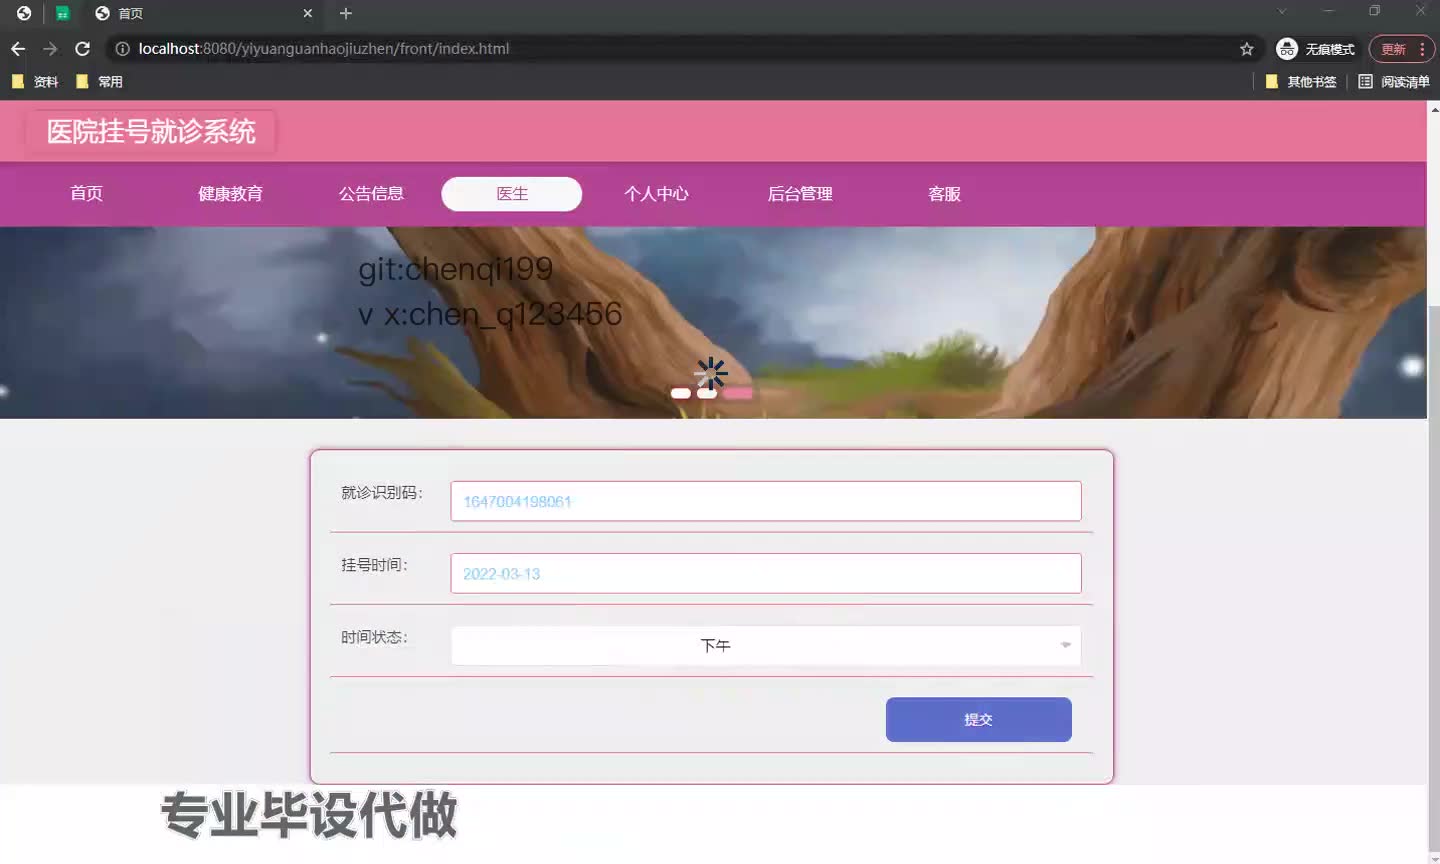 首页
localhost:8080/yiyuanguanhaojiuzhen/front/index.html
无痕模式
更新
资料
常用
其他书签
阅读清单
医院挂号就诊系统
首页
健康教育
公告信息
医生
个人中心
后台管理
客服
git:chenqi199
v x:chen_q123456
就诊识别码：
1647004198061
挂号时间：
2022-03-13
时间状态：
下午
提交
专业毕设代做